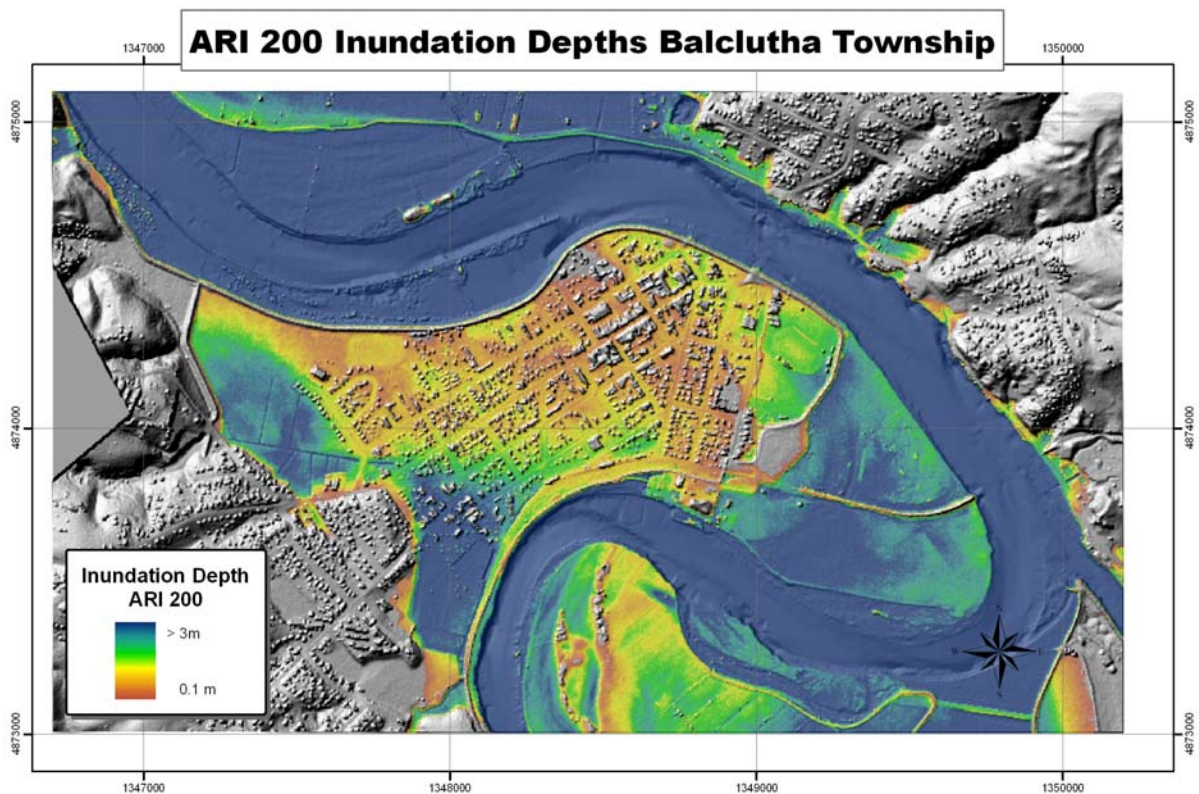 ARI 200 Inundation Depths Balclutha Township
1347000
1350000
4875000
4875000
4874000
4874000
Inundation Depth
ARI 200
> 3m
0.1 m
N
W
E
S
4873000
4873000
1347000
1348000
1349000
1350000